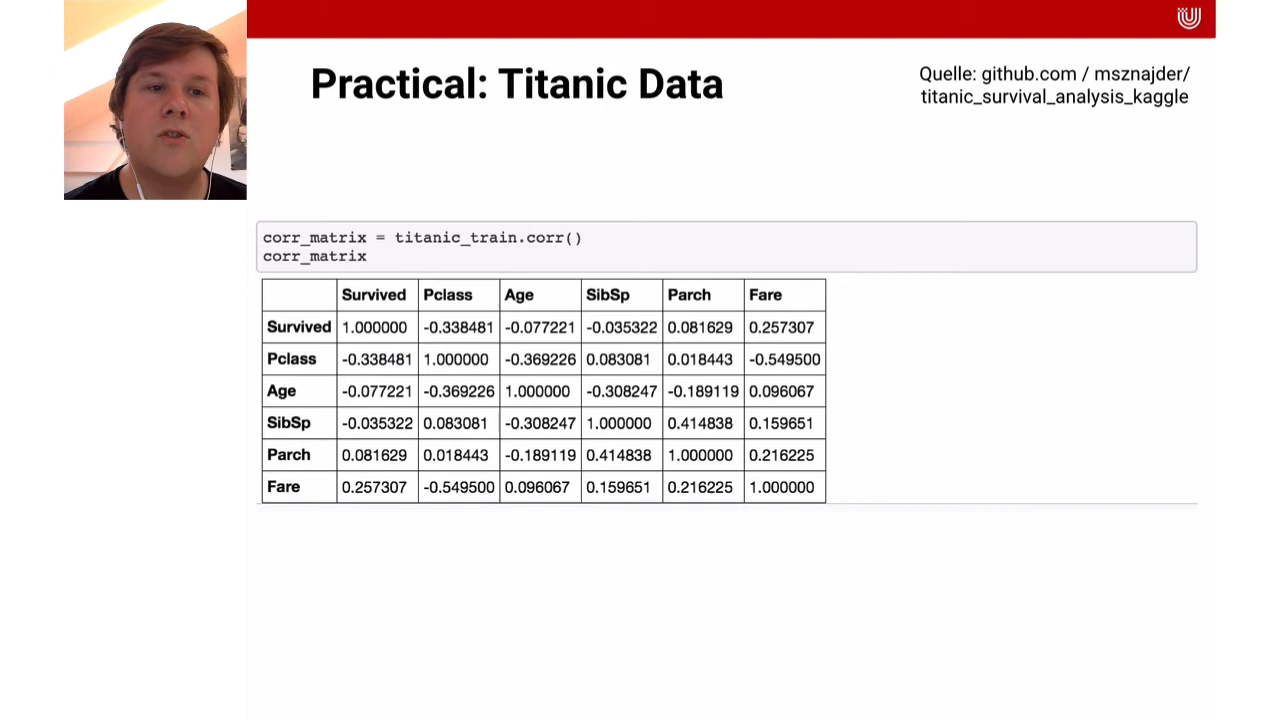 Practical: Titanic Data
Quelle: github.com / msznajder/
titanic_survival_analysis_kaggle
corr_matrix = titanic_train.corr()
corr_matrix
Survived Pclass Age SibSp Parch Fare
Survived 1.000000 -0.338481 -0.077221 -0.035322 0.081629 0.257307
Pclass -0.338481 1.000000 -0.369226 0.083081 0.018443 -0.549500
Age -0.077221 -0.369226 1.000000 -0.308247 -0.189119 0.096067
SibSp -0.035322 0.083081 -0.308247 1.000000 0.414838 0.159651
Parch 0.081629 0.018443 -0.189119 0.414838 1.000000 0.216225
Fare 0.257307 -0.549500 0.096067 0.159651 0.216225 1.000000